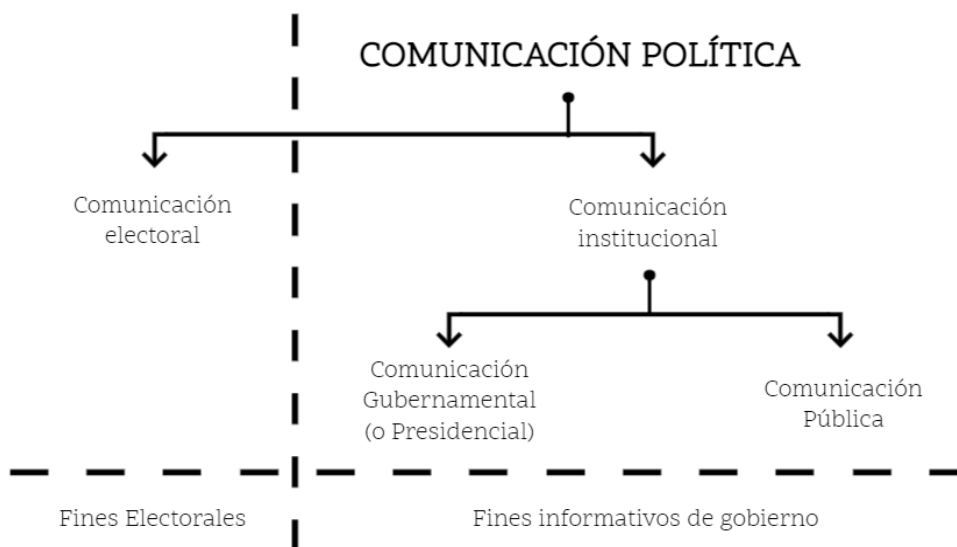 COMUNICACIÓN POLÍTICA
Comunicación
electoral
Comunicación
institucional
Comunicación
Gubernamental
(o Presidencial)
Comunicación
Pública
Fines Electorales
Fines informativos de gobierno